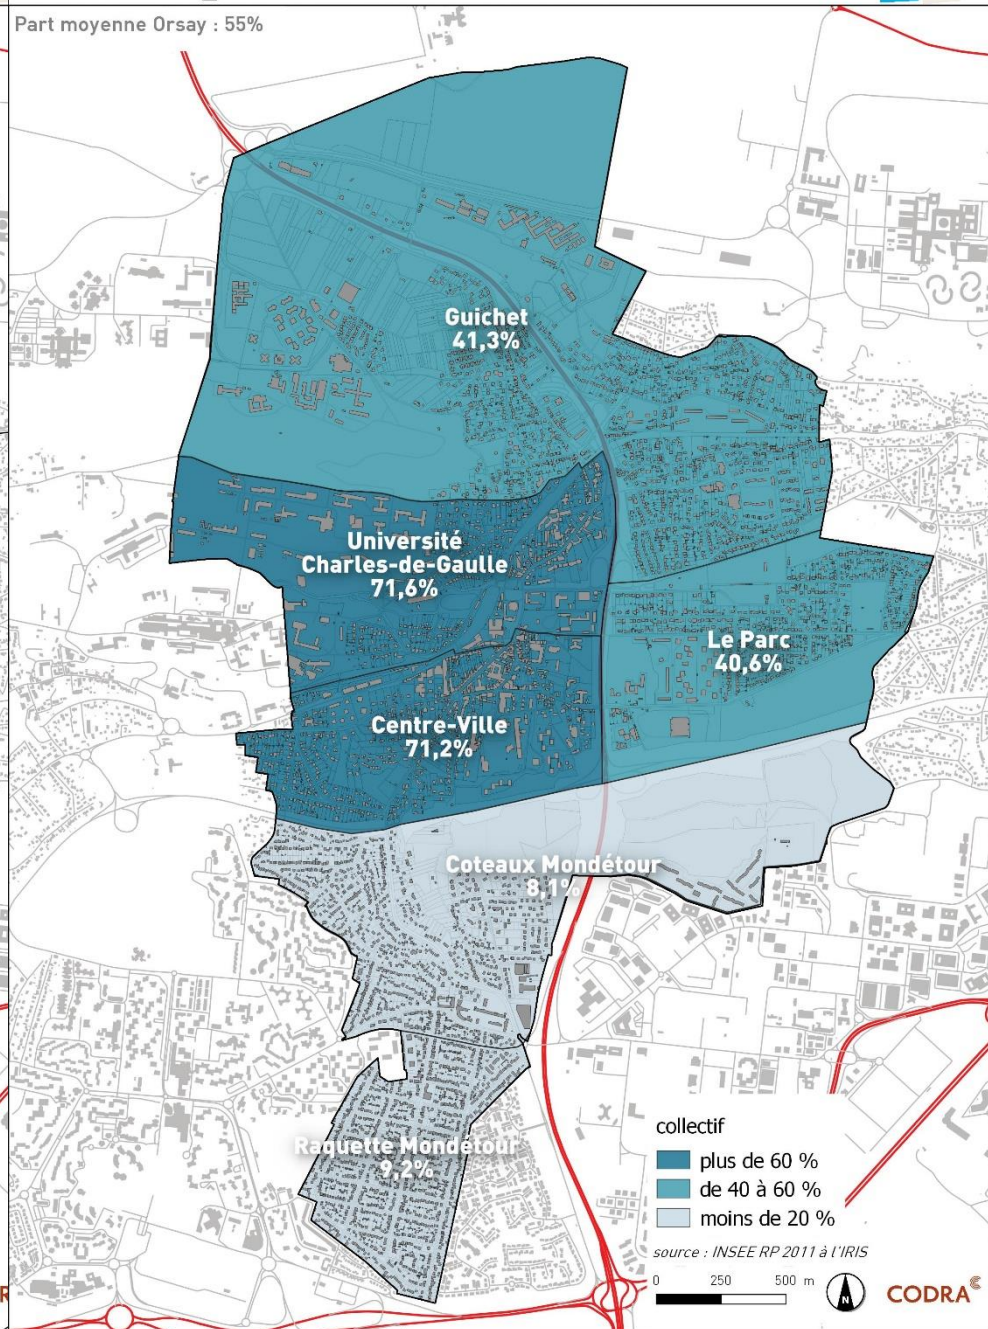 Part moyenne Orsay : 55%
Guichet
41,3%
Université
Charles-de-Gaulle
71,6%
Le Parc
40,6%
Centre-Ville
71,2%
Coteaux Mondétour
8,1%
Raquette Mondétour
9,2%
collectif
plus de 60 %
de 40 à 60 %
moins de 20 %
source : INSEE RP 2011 à l'IRIS
0 250 500 m
N
CODRA